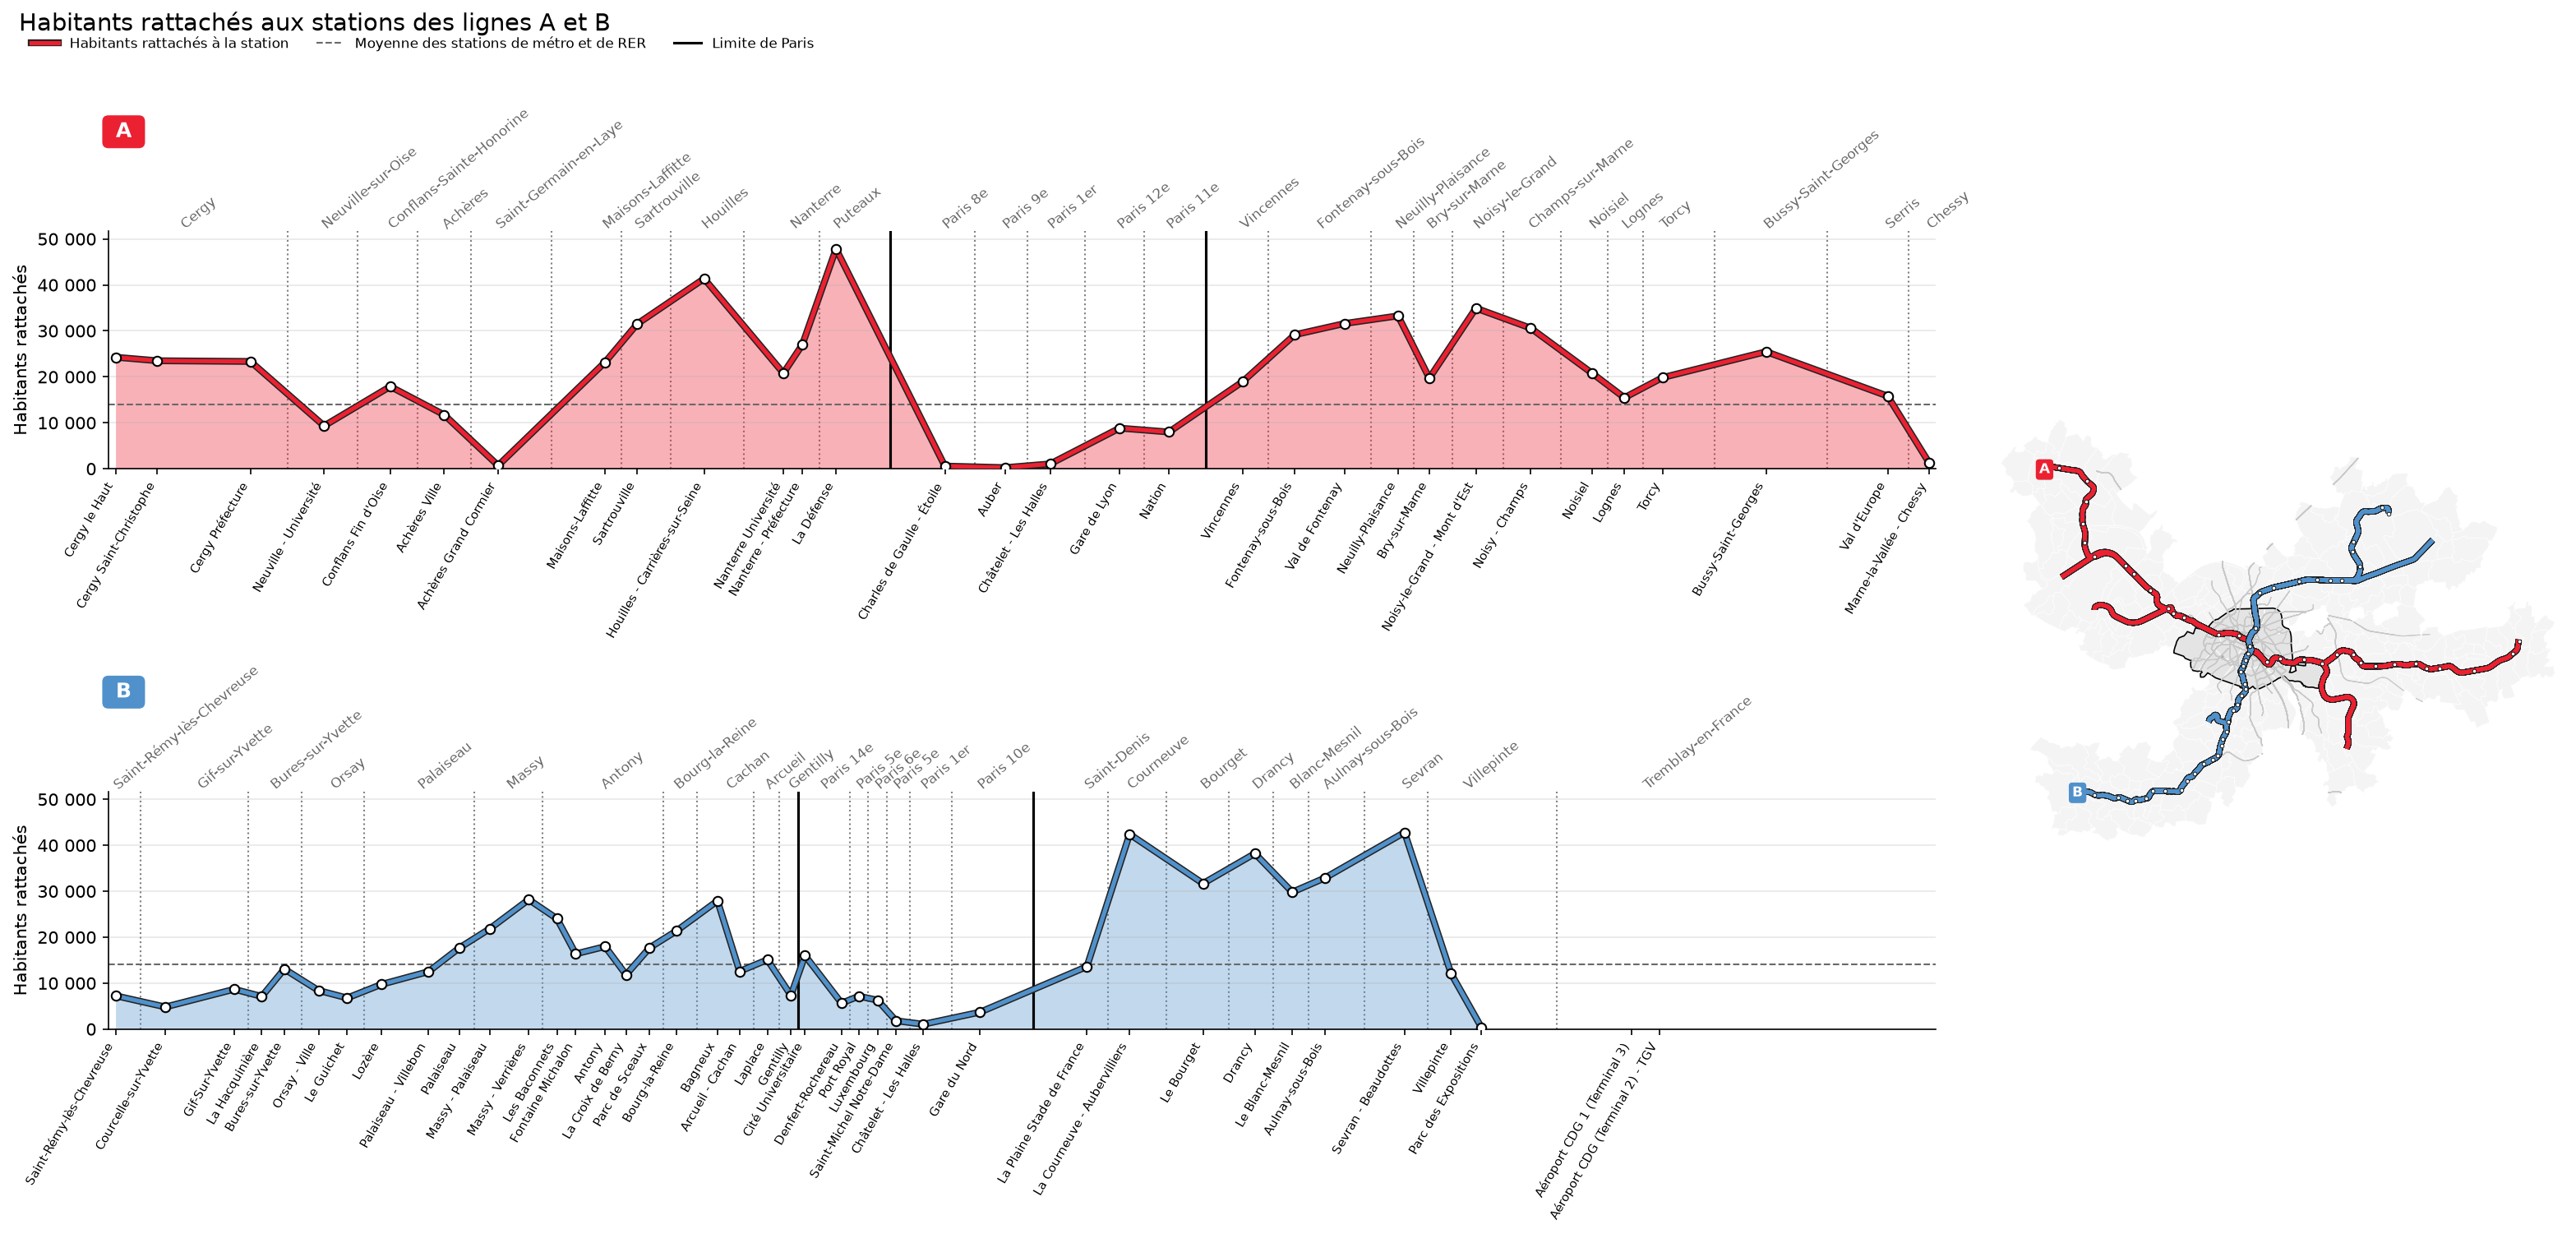 Habitants rattachés aux stations des lignes A et B
Habitants rattachés à la station
Moyenne des stations de métro et de RER
Limite de Paris
A
Cergy
Neuville-sur-Oise
Conflans-Sainte-Honorine
Achères
Saint-Germain-en-Laye
Maisons-Laffitte
Sartrouville
Houilles
Nanterre
Puteaux
Paris 8e
Paris 9e
Paris 1er
Paris 12e
Paris 11e
Vincennes
Fontenay-sous-Bois
Neuilly-Plaisance
Bry-sur-Marne
Noisy-le-Grand
Champs-sur-Marne
Noisiel
Lognes
Torcy
Bussy-Saint-Georges
Serris
Chessy
Habitants rattachés
50 000
40 000
30 000
20 000
10 000
0
Cergy le Haut
Cergy Saint-Christophe
Cergy Préfecture
Neuville - Université
Conflans Fin d'Oise
Achères Ville
Achères Grand Cormier
Maisons-Laffitte
Sartrouville
Houilles - Carrières-sur-Seine
Nanterre Université
Nanterre - Préfecture
La Défense
Charles de Gaulle - Étoile
Auber
Châtelet - Les Halles
Gare de Lyon
Nation
Vincennes
Fontenay-sous-Bois
Val de Fontenay
Neuilly-Plaisance
Bry-sur-Marne
Noisy-le-Grand - Mont d'Est
Noisy - Champs
Noisiel
Lognes
Torcy
Bussy-Saint-Georges
Val d'Europe
Marne-la-Vallée - Chessy
B
Saint-Rémy-lès-Chevreuse
Gif-sur-Yvette
Bures-sur-Yvette
Orsay
Palaiseau
Massy
Antony
Bourg-la-Reine
Cachan
Arcueil
Gentilly
Paris 14e
Paris 5e
Paris 6e
Paris 5e
Paris 1er
Paris 10e
Saint-Denis
Courneuve
Bourget
Drancy
Blanc-Mesnil
Aulnay-sous-Bois
Sevran
Villepinte
Tremblay-en-France
Habitants rattachés
50 000
40 000
30 000
20 000
10 000
0
Saint-Rémy-lès-Chevreuse
Courcelle-sur-Yvette
Gif-Sur-Yvette
La Hacquinière
Bures-sur-Yvette
Orsay - Ville
Le Guichet
Lozère
Palaiseau - Villebon
Palaiseau
Massy - Palaiseau
Massy - Verrières
Les Baconnets
Fontaine Michalon
Antony
La Croix de Berny
Parc de Sceaux
Bourg-la-Reine
Bagneux
Arcueil - Cachan
Laplace
Gentilly
Cité Universitaire
Denfert-Rochereau
Port Royal
Luxembourg
Saint-Michel Notre-Dame
Châtelet - Les Halles
Gare du Nord
La Plaine Stade de France
La Courneuve - Aubervilliers
Le Bourget
Drancy
Le Blanc-Mesnil
Aulnay-sous-Bois
Sevran - Beaudottes
Villepinte
Parc des Expositions
Aéroport CDG 1 (Terminal 3)
Aéroport CDG (Terminal 2) - TGV
A
B